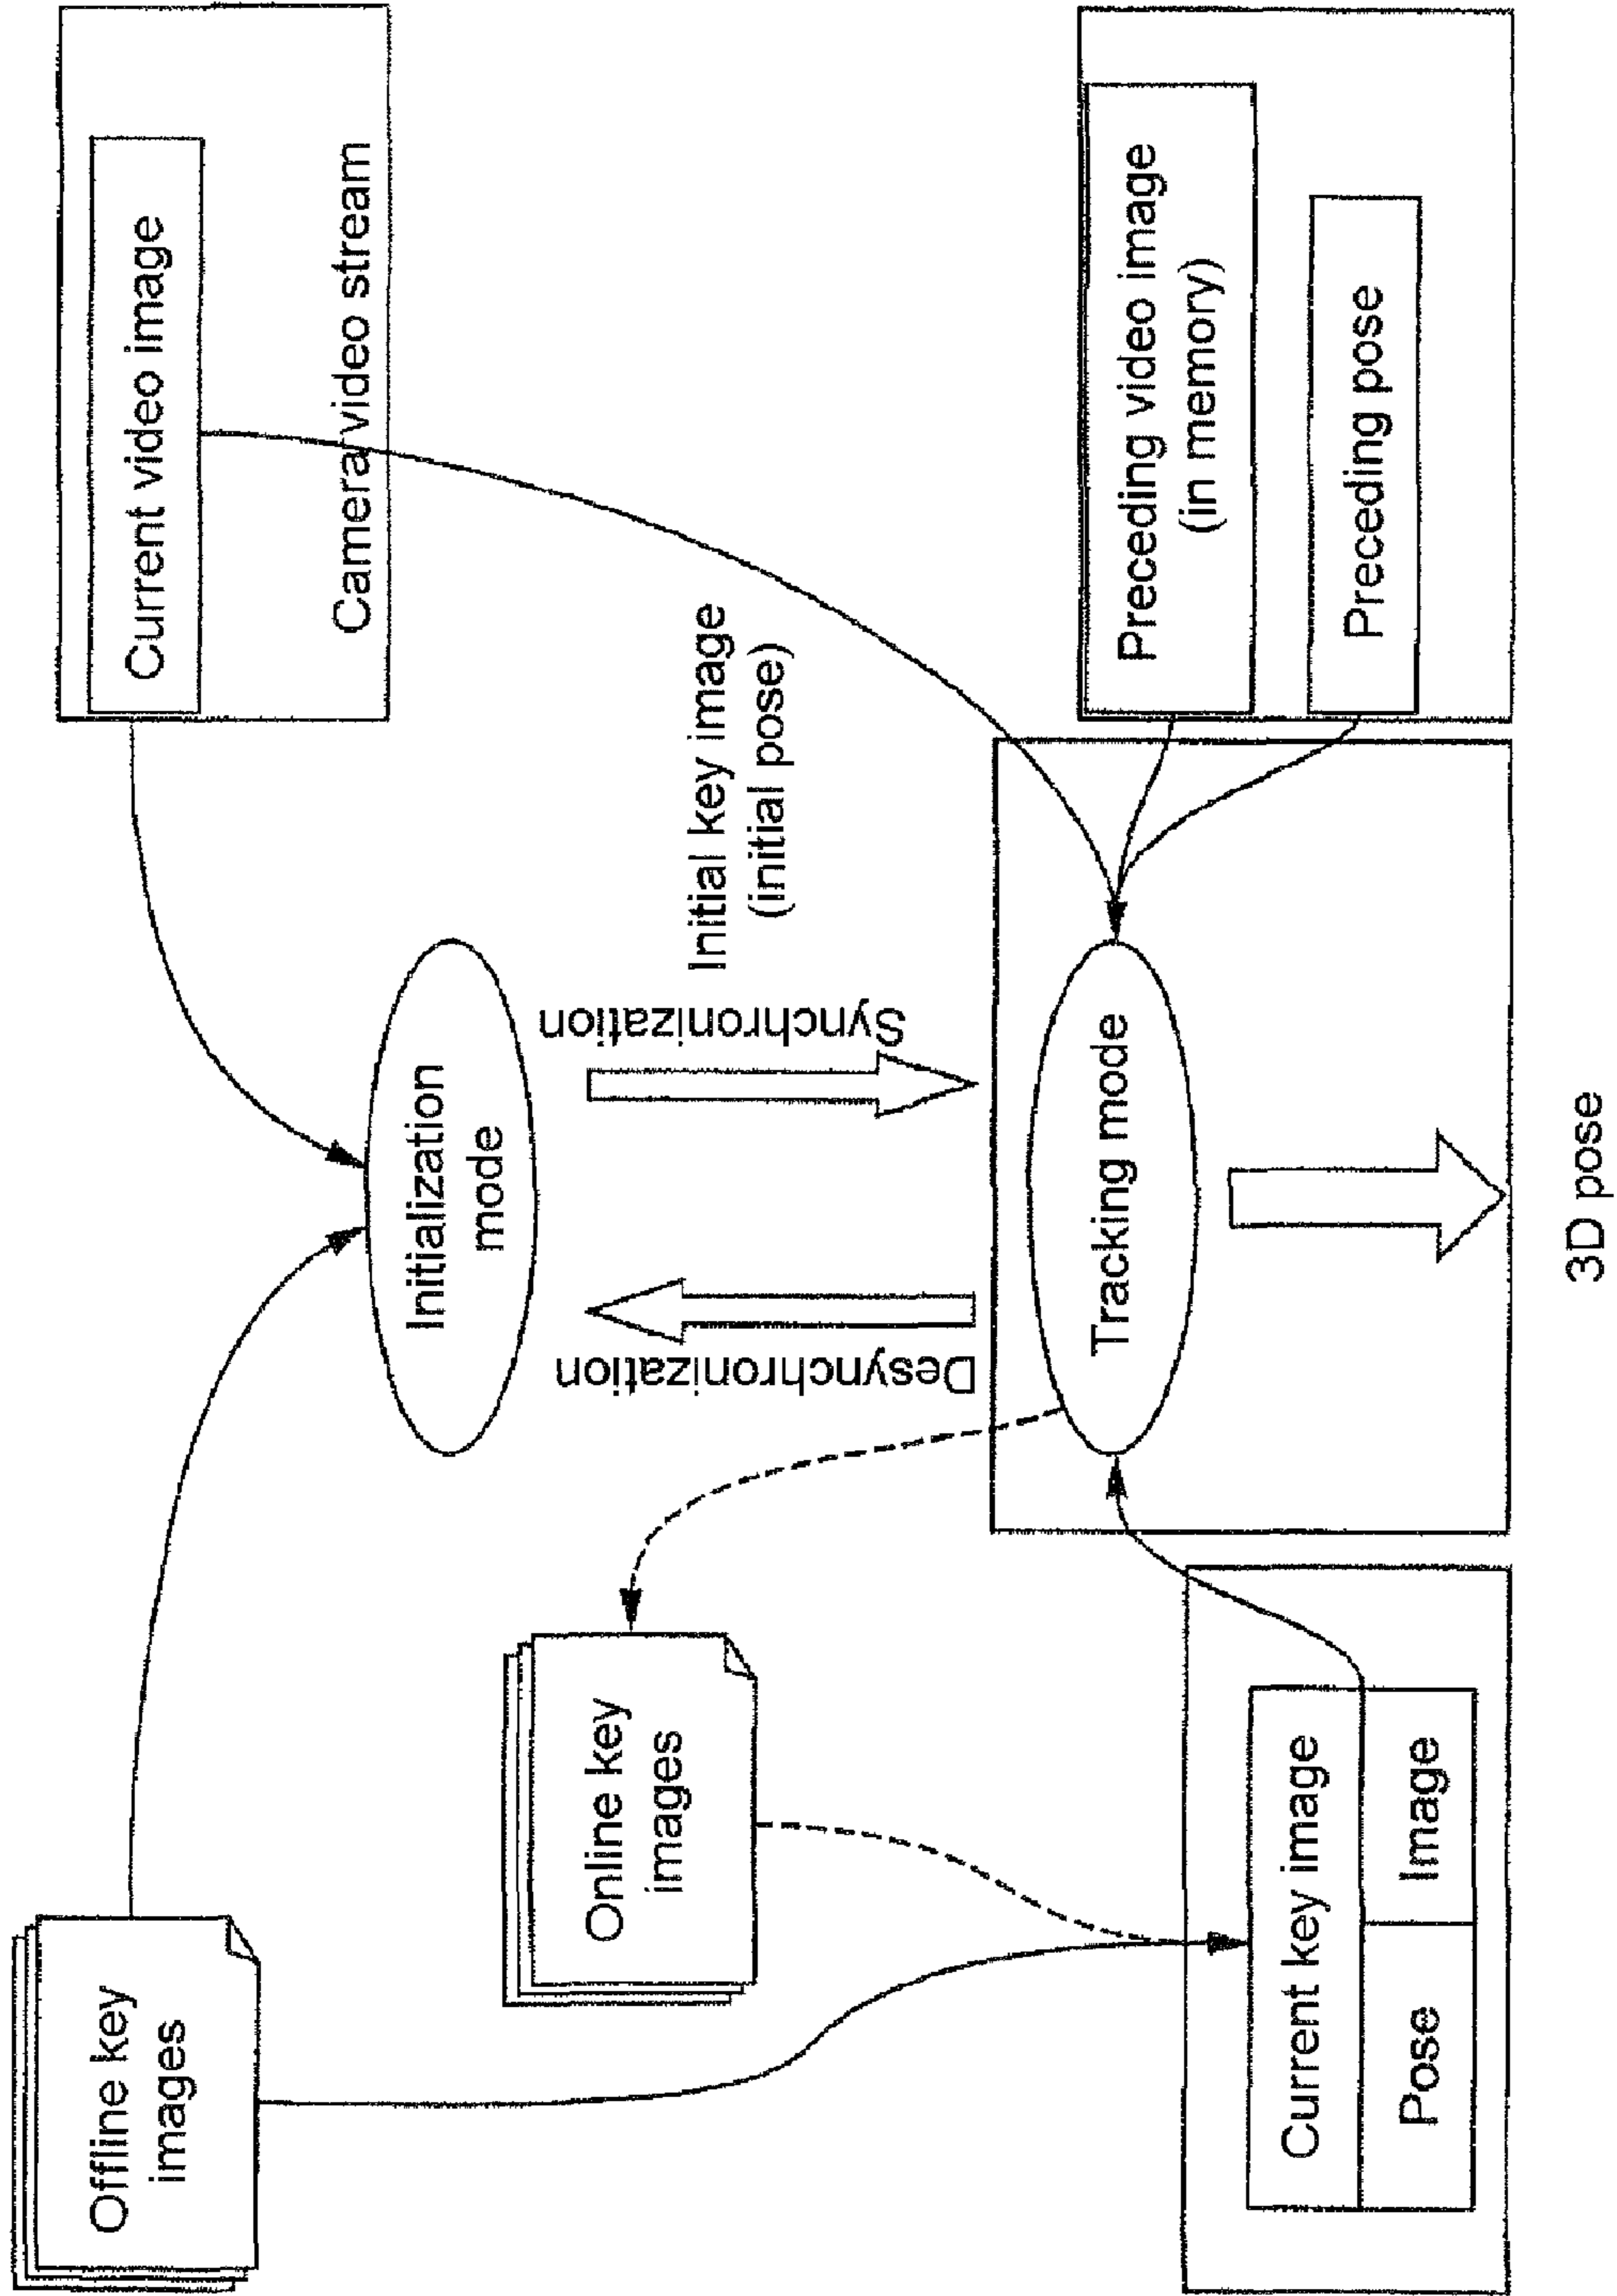 Offline key
images
Current video image
Camera video stream
Initialization
mode
Online key
images
Desynchronization
Synchronization
Initial key image
(initial pose)
Current key image
Pose
Image
Tracking mode
Preceding video image
(in memory)
Preceding pose
3D pose